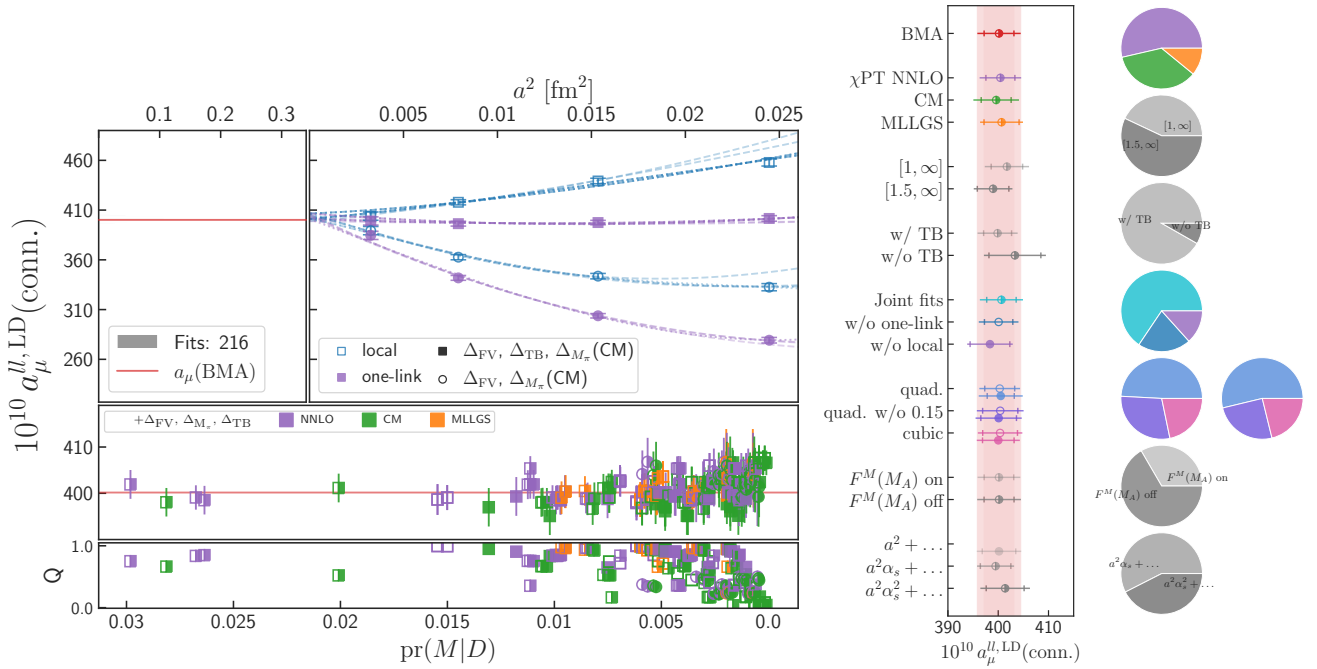 a² [fm²]
0.1 0.2 0.3 0.005 0.01 0.015 0.02 0.025
460
410
400
360
310
260
10¹⁰ a_μ^{ll, LD}(conn.)
Fits: 216
a_μ(BMA)
local
one-link
Δ_FV, Δ_TB, Δ_{M_π}(CM)
Δ_FV, Δ_{M_π}(CM)
+Δ_FV, Δ_{M_π}, Δ_TB NNLO CM MLLGS
410
400
1.0
Q
0.0
0.03 0.025 0.02 0.015 0.01 0.005 0.0
pr(M|D)
BMA
χPT NNLO
CM
MLLGS
[1, ∞]
[1.5, ∞]
w/ TB
w/o TB
Joint fits
w/o one-link
w/o local
quad.
quad. w/o 0.15
cubic
F^M(M_A) on
F^M(M_A) off
a² + ...
a²α_s + ...
a²α_s² + ...
390 400 410
10¹⁰ a_μ^{ll, LD}(conn.)
[1, ∞]
[1.5, ∞]
w/ TB
w/o TB
F^M(M_A) on
F^M(M_A) off
a²α_s + ...
a²α_s² + ...